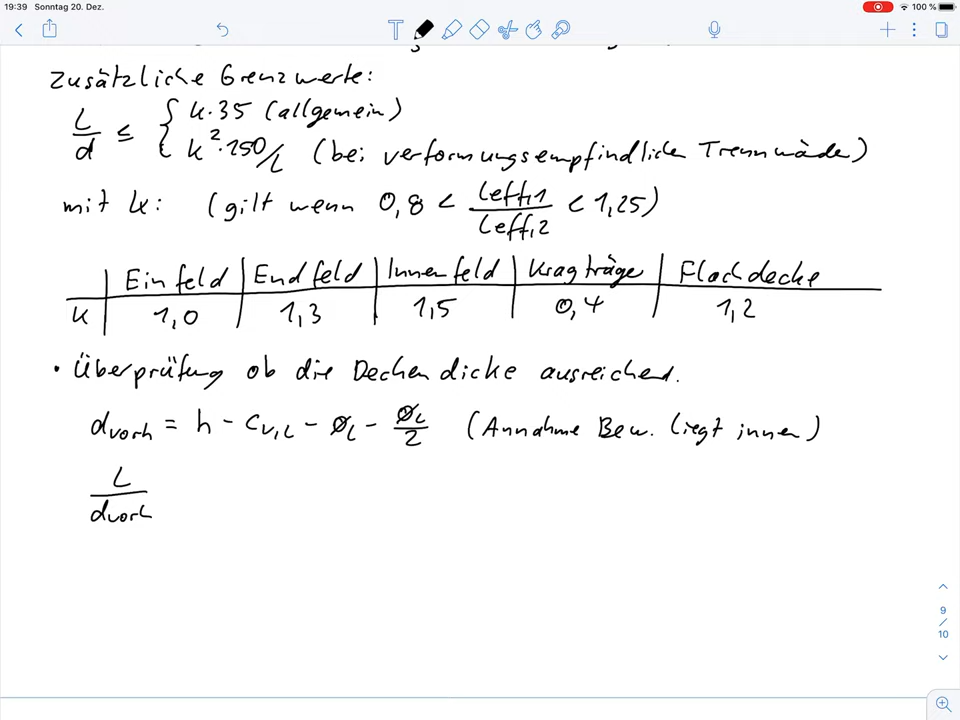 19:39 Sonntag 20. Dez. 100 %
Zusätzliche Grenzwerte:
L/d ≤ { K·35 (allgemein)
{ K²·150/L (bei verformungsempfindlichen Trennwände)
mit K: (gilt wenn 0,8 < Leff,1/Leff,2 < 1,25)
Einfeld | Endfeld | Innenfeld | Kragträge | Flachdecke
K | 1,0 | 1,3 | 1,5 | 0,4 | 1,2
• Überprüfung ob die Deckendicke ausreichend.
dvorh = h - cv,L - ØL - ØL/2 (Annahme Bew. liegt innen)
L/dvorh
9
/
10